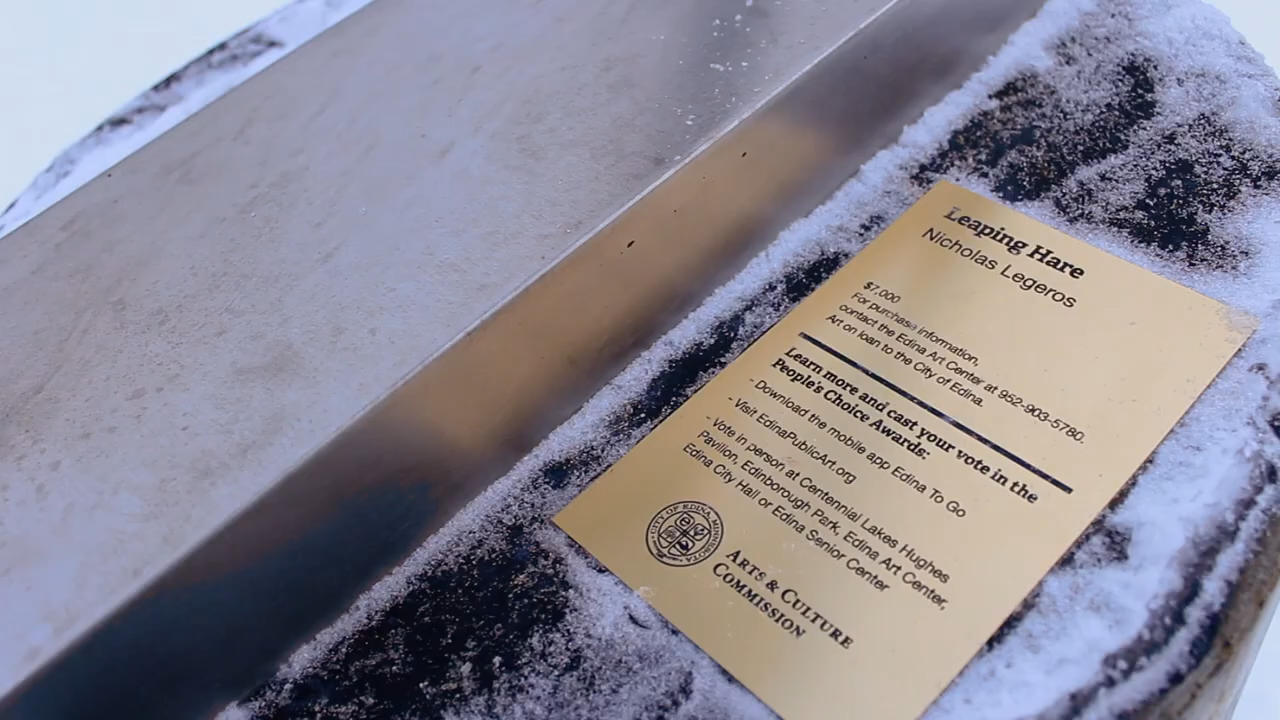 Leaping Hare
Nicholas Legeros
$7,000
For purchase information,
contact the Edina Art Center at 952-903-5780.
Art on loan to the City of Edina.
Learn more and cast your vote in the
People's Choice Awards:
- Download the mobile app Edina To Go
- Visit EdinaPublicArt.org
- Vote in person at Centennial Lakes Hughes
Pavilion, Edinborough Park, Edina Art Center,
Edina City Hall or Edina Senior Center
CITY OF EDINA, MINNESOTA
ARTS & CULTURE
COMMISSION